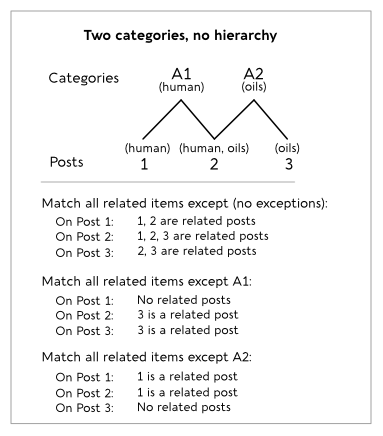 Two categories, no hierarchy
Categories A1 A2
(human) (oils)
(human) (human, oils) (oils)
Posts 1 2 3
Match all related items except (no exceptions):
On Post 1: 1, 2 are related posts
On Post 2: 1, 2, 3 are related posts
On Post 3: 2, 3 are related posts
Match all related items except A1:
On Post 1: No related posts
On Post 2: 3 is a related post
On Post 3: 3 is a related post
Match all related items except A2:
On Post 1: 1 is a related post
On Post 2: 1 is a related post
On Post 3: No related posts